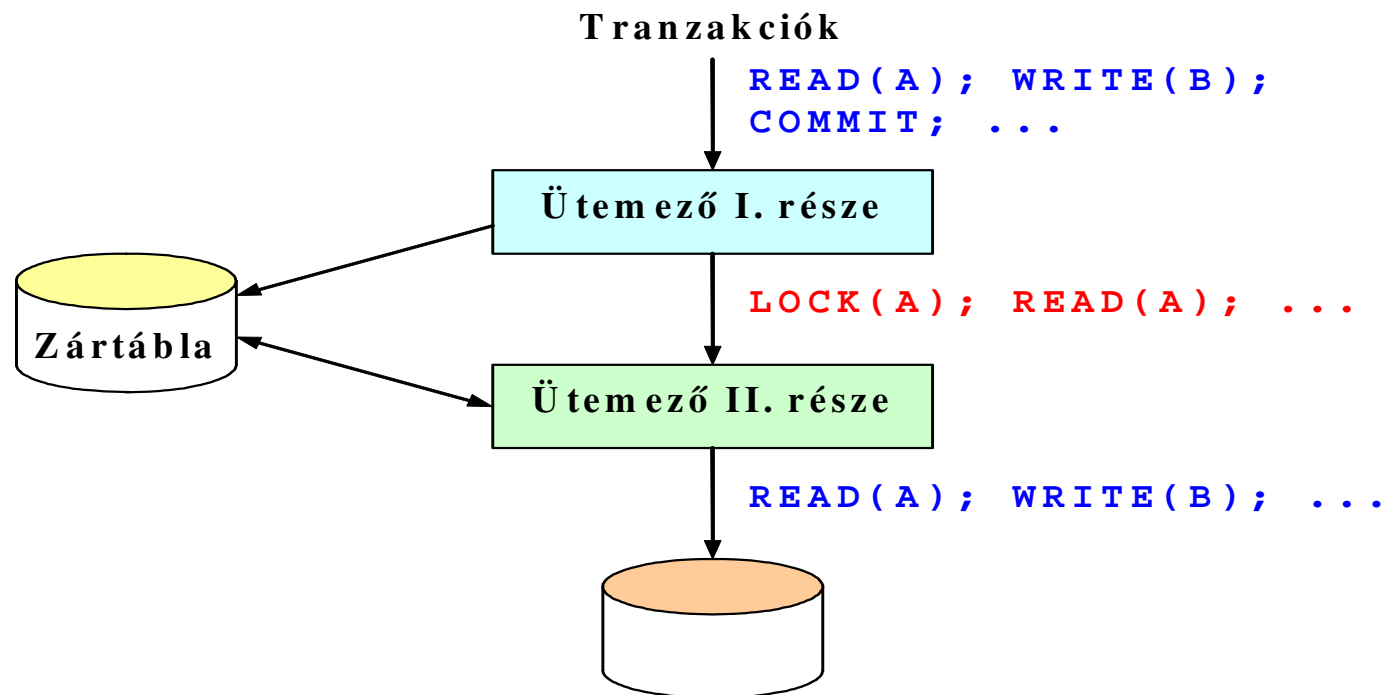 Tranzakciók
READ(A); WRITE(B);
COMMIT; ...
Ütemező I. része
LOCK(A); READ(A); ...
Zártábla
Ütemező II. része
READ(A); WRITE(B); ...